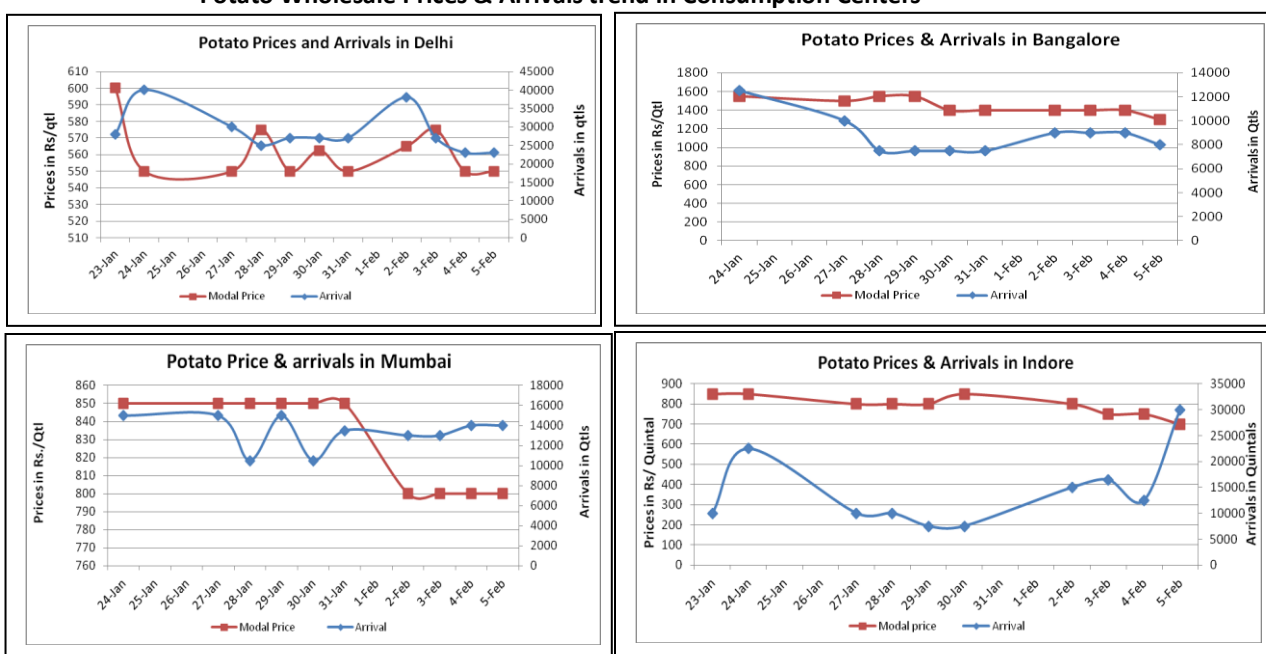 Potato Wholesale Prices & Arrivals trend in Consumption Centers
Potato Prices and Arrivals in Delhi
610
600
590
580
570
560
550
540
530
520
510
Prices in Rs/qtl
45000
40000
35000
30000
25000
20000
15000
10000
5000
0
Arrivals in qtls
23-Jan
24-Jan
25-Jan
26-Jan
27-Jan
28-Jan
29-Jan
30-Jan
31-Jan
1-Feb
2-Feb
3-Feb
4-Feb
5-Feb
Modal Price
Arrival
Potato Prices & Arrivals in Bangalore
1800
1600
1400
1200
1000
800
600
400
200
0
Prices in Rs/Qtl
14000
12000
10000
8000
6000
4000
2000
0
Arrivals in Qtls
24-Jan
25-Jan
26-Jan
27-Jan
28-Jan
29-Jan
30-Jan
31-Jan
1-Feb
2-Feb
3-Feb
4-Feb
5-Feb
Modal Price
Arrival
Potato Price & arrivals in Mumbai
860
850
840
830
820
810
800
790
780
770
760
Prices in Rs./Qtl
18000
16000
14000
12000
10000
8000
6000
4000
2000
0
Arrivals in Qtls
24-Jan
25-Jan
26-Jan
27-Jan
28-Jan
29-Jan
30-Jan
31-Jan
1-Feb
2-Feb
3-Feb
4-Feb
5-Feb
Modal Price
Arrival
Potato Prices & Arrivals in Indore
900
800
700
600
500
400
300
200
100
0
Prices in Rs/ Quintal
35000
30000
25000
20000
15000
10000
5000
0
Arrivals in Quintals
23-Jan
24-Jan
25-Jan
26-Jan
27-Jan
28-Jan
29-Jan
30-Jan
31-Jan
1-Feb
2-Feb
3-Feb
4-Feb
5-Feb
Modal price
Arrival